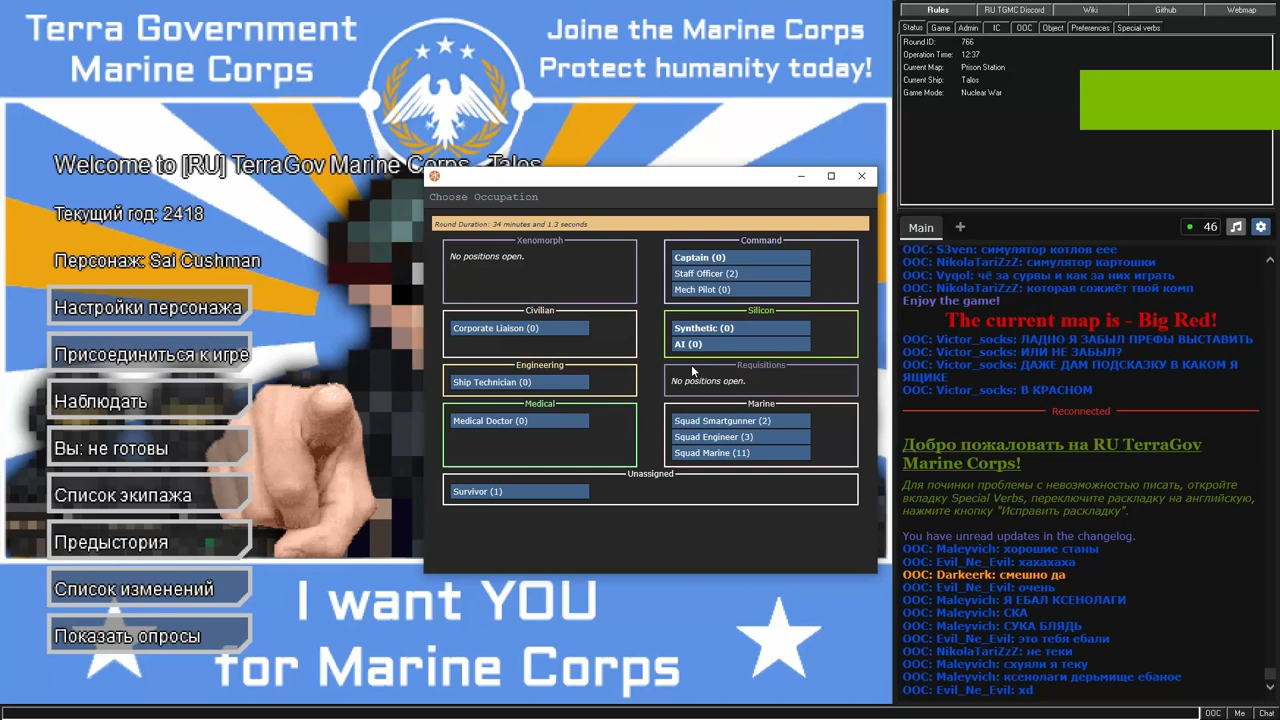 Terra Government
Marine Corps
Join the Marine Corps
Protect humanity today!
Welcome to [RU] TerraGov Marine Corps - Talos
Текущий год: 2418
Персонаж: Sai Cushman
Настройки персонажа
Присоединиться к игре
Наблюдать
Вы: не готовы
Список экипажа
Предыстория
Список изменений
Показать опросы
I want YOU
for Marine Corps
Choose Occupation
Round Duration: 34 minutes and 1.3 seconds
Xenomorph
No positions open.
Command
Captain (0)
Staff Officer (2)
Mech Pilot (0)
Civilian
Corporate Liaison (0)
Silicon
Synthetic (0)
AI (0)
Engineering
Ship Technician (0)
Requisitions
No positions open.
Medical
Medical Doctor (0)
Marine
Squad Smartgunner (2)
Squad Engineer (3)
Squad Marine (11)
Unassigned
Survivor (1)
Rules
RU TGMC Discord
Wiki
Github
Webmap
Status Game Admin IC OOC Object Preferences Special verbs
Round ID: 766
Operation Time: 12:37
Current Map: Prison Station
Current Ship: Talos
Game Mode: Nuclear War
Main + 46
OOC: S3ven: симулятор котлов еее
OOC: NikolaTariZzZ: симулятор картошки
OOC: Vyqol: чё за сурвы и как за них играть
OOC: NikolaTariZzZ: которая сожжёт твой комп
Enjoy the game!
The current map is - Big Red!
OOC: Victor_socks: ЛАДНО Я ЗАБЫЛ ПРЕФЫ ВЫСТАВИТЬ
OOC: Victor_socks: ИЛИ НЕ ЗАБЫЛ?
OOC: Victor_socks: ДАЖЕ ДАМ ПОДСКАЗКУ В КАКОМ Я
ЯЩИКЕ
OOC: Victor_socks: В КРАСНОМ
Reconnected
Добро пожаловать на RU TerraGov
Marine Corps!
Для починки проблемы с невозможностью писать, откройте
вкладку Special Verbs, переключите раскладку на английскую,
нажмите кнопку "Исправить раскладку".
You have unread updates in the changelog.
OOC: Maleyvich: хорошие станы
OOC: Evil_Ne_Evil: хахахаха
OOC: Darkeerk: смешно да
OOC: Evil_Ne_Evil: очень
OOC: Maleyvich: Я ЕБАЛ КСЕНОЛАГИ
OOC: Maleyvich: СКА
OOC: Maleyvich: СУКА БЛЯДЬ
OOC: Evil_Ne_Evil: это тебя ебали
OOC: NikolaTariZzZ: не теки
OOC: Maleyvich: схуяли я теку
OOC: Maleyvich: ксенолаги дерьмище ебаное
OOC: Evil_Ne_Evil: xd
OOC Me Chat